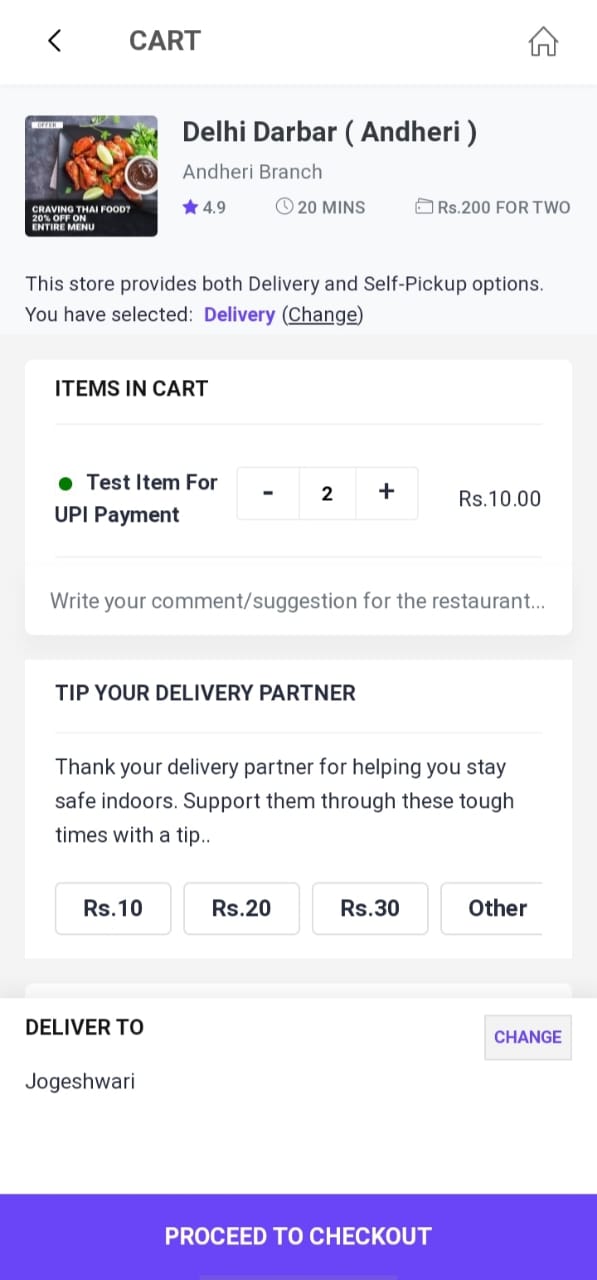 CART
OFFER
CRAVING THAI FOOD?
20% OFF ON
ENTIRE MENU
Delhi Darbar ( Andheri )
Andheri Branch
4.9
20 MINS
Rs.200 FOR TWO
This store provides both Delivery and Self-Pickup options.
You have selected: Delivery (Change)
ITEMS IN CART
Test Item For
UPI Payment
- 2 +
Rs.10.00
Write your comment/suggestion for the restaurant...
TIP YOUR DELIVERY PARTNER
Thank your delivery partner for helping you stay
safe indoors. Support them through these tough
times with a tip..
Rs.10 Rs.20 Rs.30 Other
DELIVER TO
CHANGE
Jogeshwari
PROCEED TO CHECKOUT